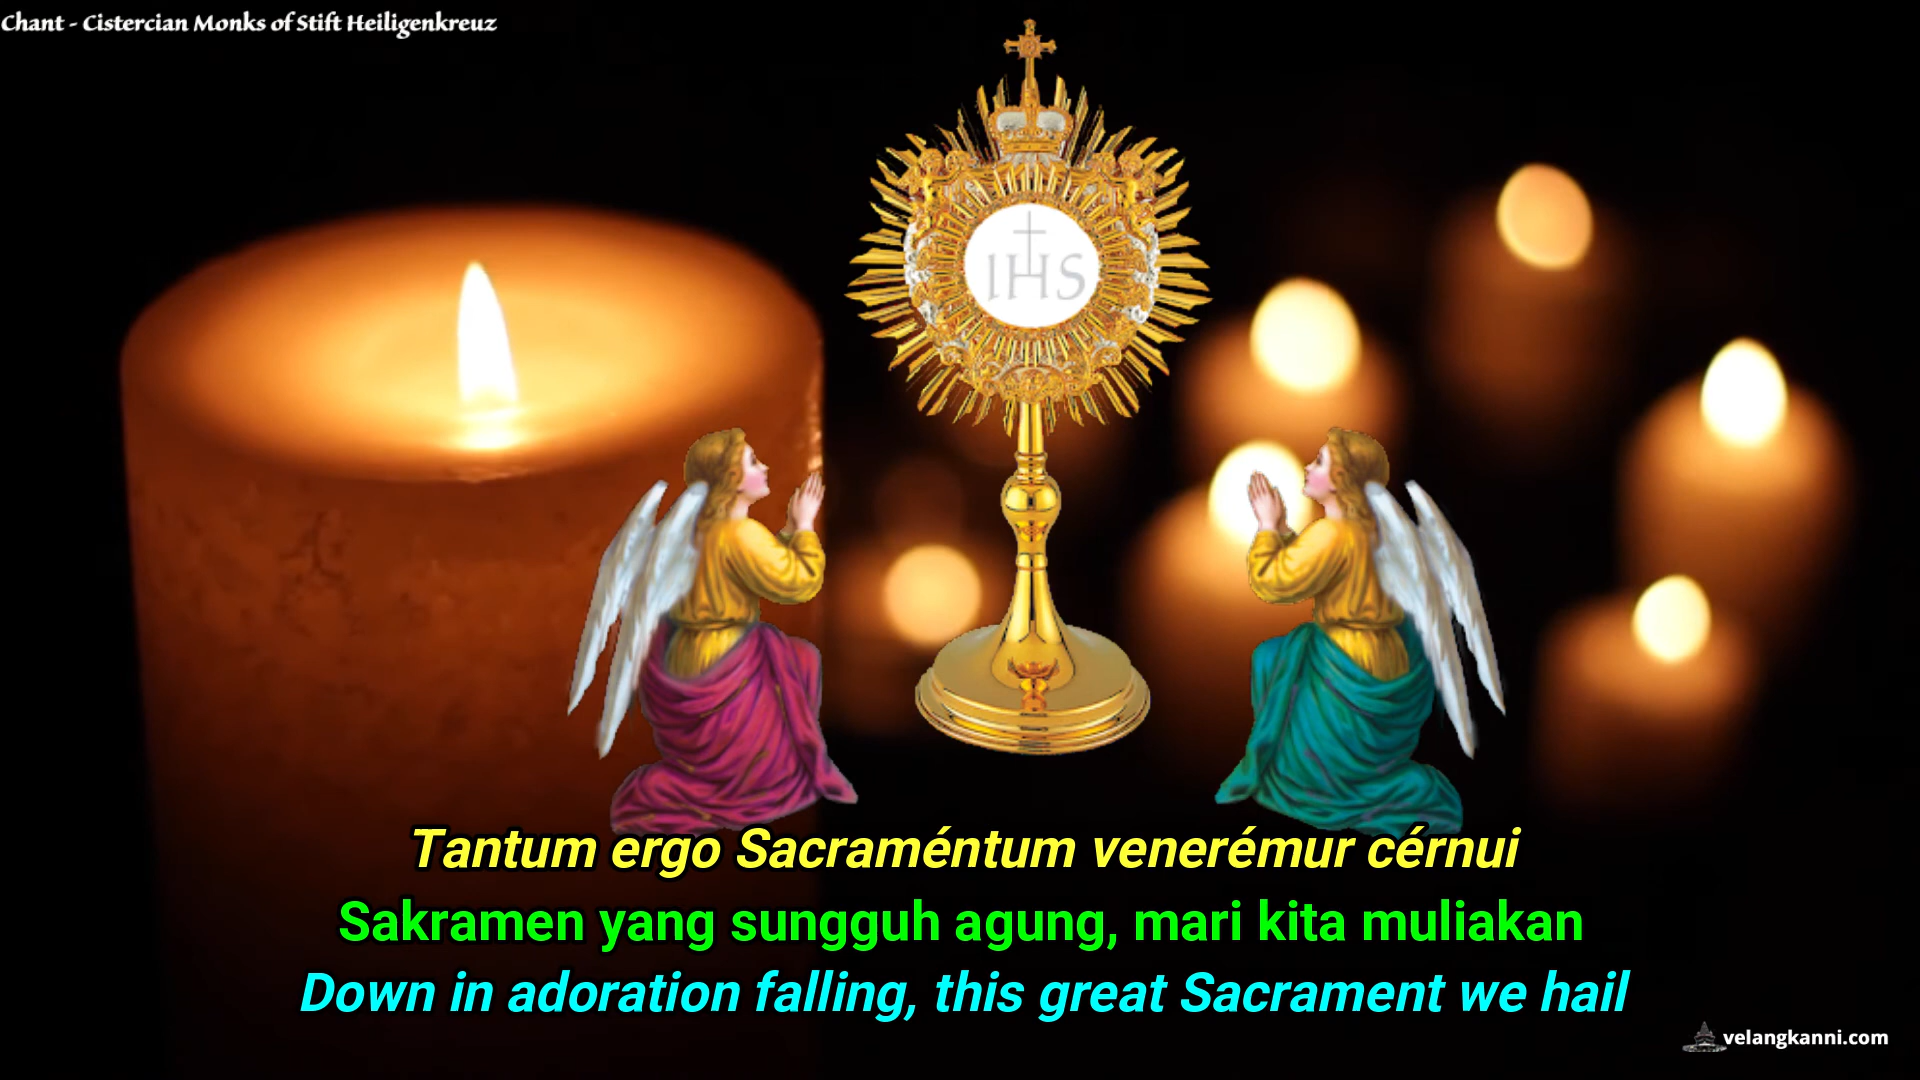 Chant - Cistercian Monks of Stift Heiligenkreuz
IHS
Tantum ergo Sacraméntum venerémur cérnui
Sakramen yang sungguh agung, mari kita muliakan
Down in adoration falling, this great Sacrament we hail
velangkanni.com